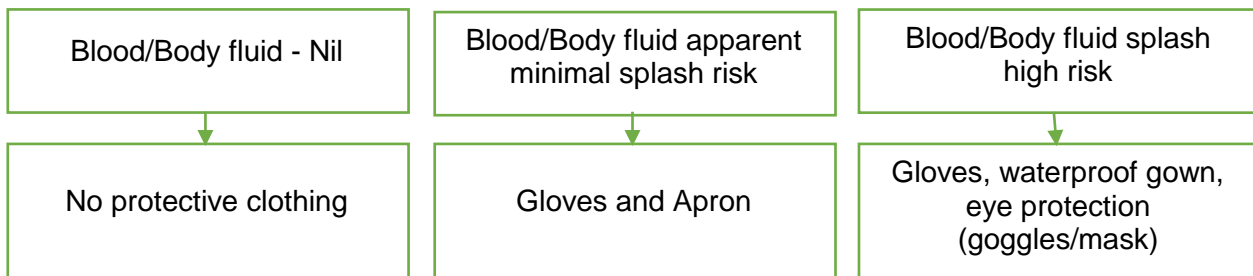 Blood/Body fluid - Nil
Blood/Body fluid apparent
minimal splash risk
Blood/Body fluid splash
high risk
No protective clothing
Gloves and Apron
Gloves, waterproof gown,
eye protection
(goggles/mask)